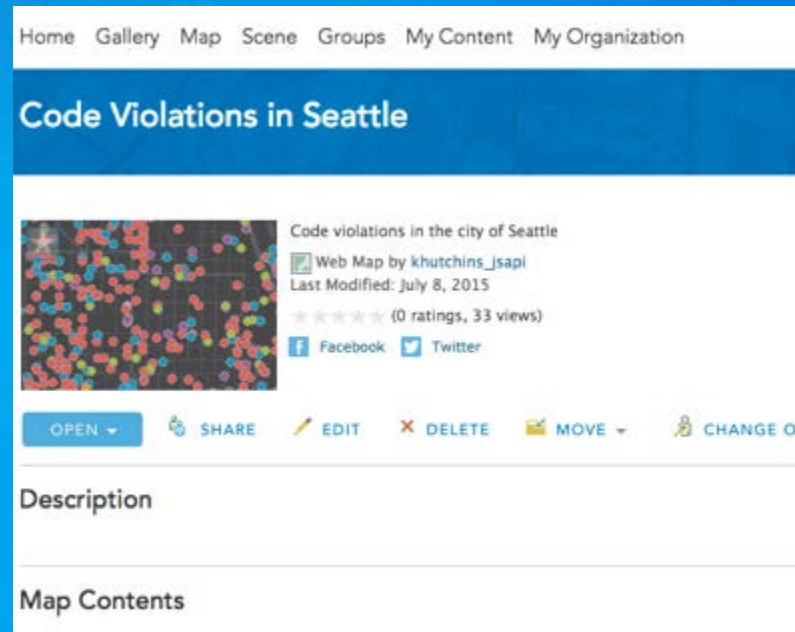 Home Gallery Map Scene Groups My Content My Organization
Code Violations in Seattle
Code violations in the city of Seattle
Web Map by khutchins_jsapi
Last Modified: July 8, 2015
(0 ratings, 33 views)
Facebook Twitter
OPEN SHARE EDIT DELETE MOVE CHANGE O
Description
Map Contents